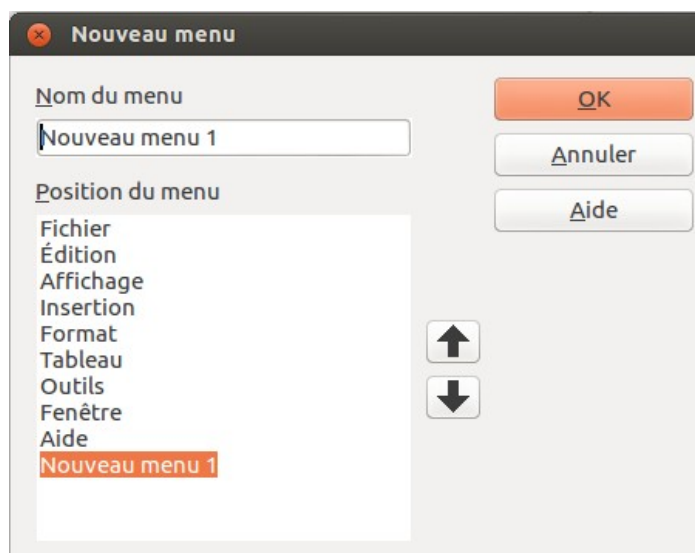 Nouveau menu
Nom du menu
Nouveau menu 1
Position du menu
Fichier
Édition
Affichage
Insertion
Format
Tableau
Outils
Fenêtre
Aide
Nouveau menu 1
OK
Annuler
Aide